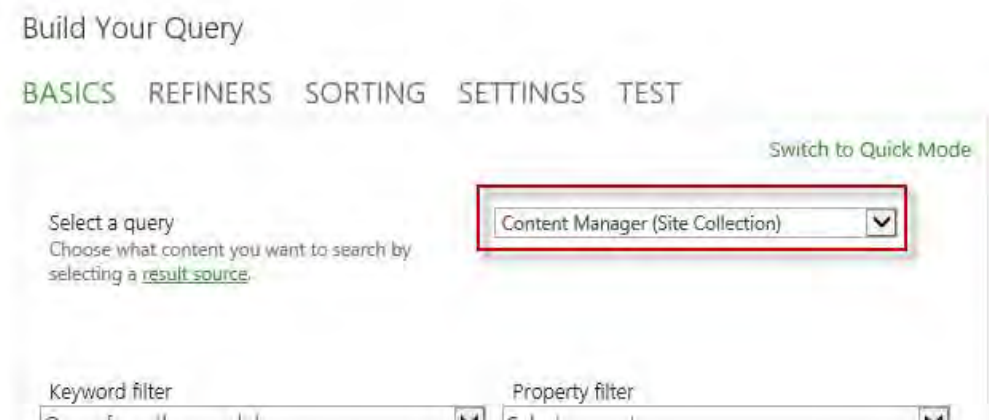 Build Your Query
BASICS REFINERS SORTING SETTINGS TEST
Switch to Quick Mode
Select a query
Choose what content you want to search by
selecting a result source.
Content Manager (Site Collection)
Keyword filter
Property filter